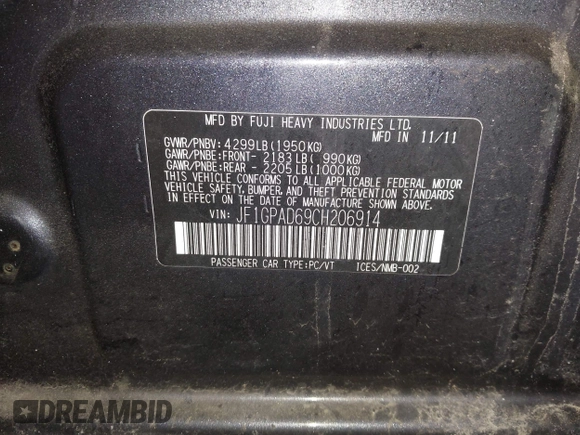 MFD BY FUJI HEAVY INDUSTRIES LTD.
MFD IN 11/11
GVWR/PNBV: 4299LB(1950KG)
GAWR/PNBE:FRONT- 2183LB( 990KG)
GAWR/PNBE:REAR - 2205LB(1000KG)
THIS VEHICLE CONFORMS TO ALL APPLICABLE FEDERAL MOTOR
VEHICLE SAFETY, BUMPER, AND THEFT PREVENTION STANDARDS
IN EFFECT ON THE DATE OF MANUFACTURE SHOWN ABOVE.
VIN: JF1GPAD69CH206914
PASSENGER CAR TYPE:PC/VT ICES/NMB-002
DREAMBID